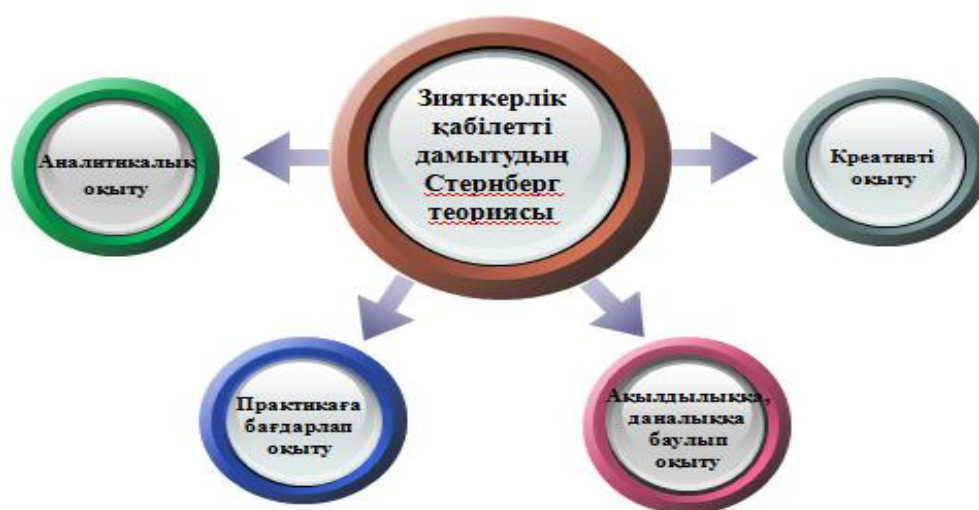 Зияткерлік
қабілетті
дамытудың
Стернберг
теориясы
Аналитикалық
оқыту
Креативті
оқыту
Практикаға
бағдарлап
оқыту
Ақылдылыққа,
даналыққа
баулып
оқыту